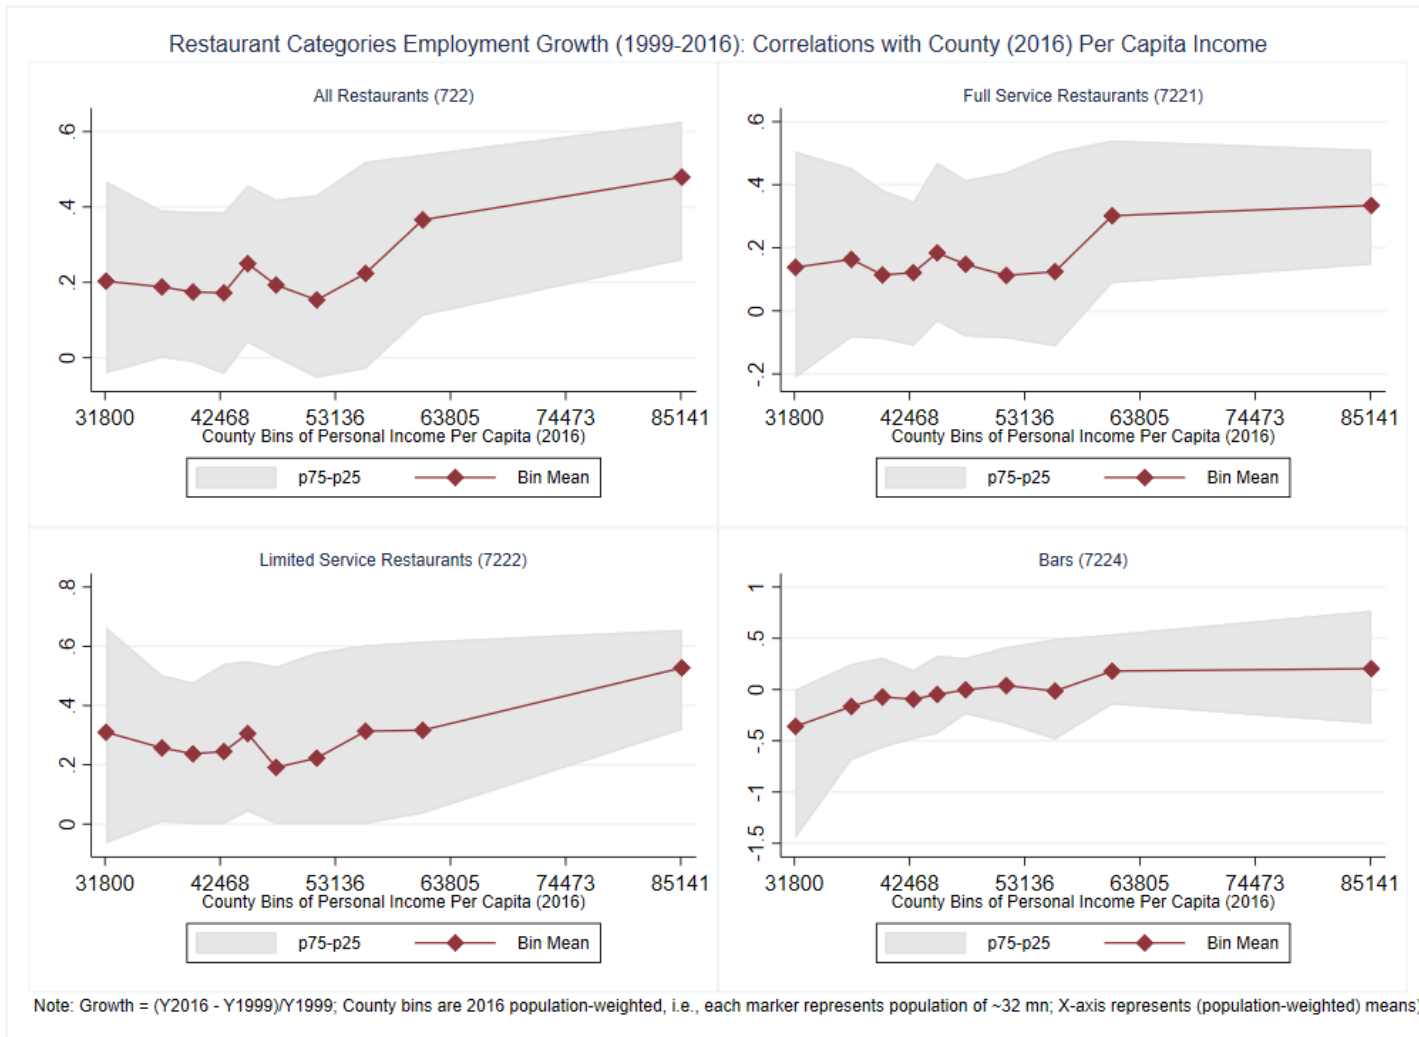 Restaurant Categories Employment Growth (1999-2016): Correlations with County (2016) Per Capita Income
All Restaurants (722)
.6
.4
.2
0
31800 42468 53136 63805 74473 85141
County Bins of Personal Income Per Capita (2016)
p75-p25 Bin Mean
Full Service Restaurants (7221)
.6
.4
.2
0
-.2
31800 42468 53136 63805 74473 85141
County Bins of Personal Income Per Capita (2016)
p75-p25 Bin Mean
Limited Service Restaurants (7222)
.8
.6
.4
.2
0
31800 42468 53136 63805 74473 85141
County Bins of Personal Income Per Capita (2016)
p75-p25 Bin Mean
Bars (7224)
1
.5
0
-.5
-1
-1.5
31800 42468 53136 63805 74473 85141
County Bins of Personal Income Per Capita (2016)
p75-p25 Bin Mean
Note: Growth = (Y2016 - Y1999)/Y1999; County bins are 2016 population-weighted, i.e., each marker represents population of ~32 mn; X-axis represents (population-weighted) means)